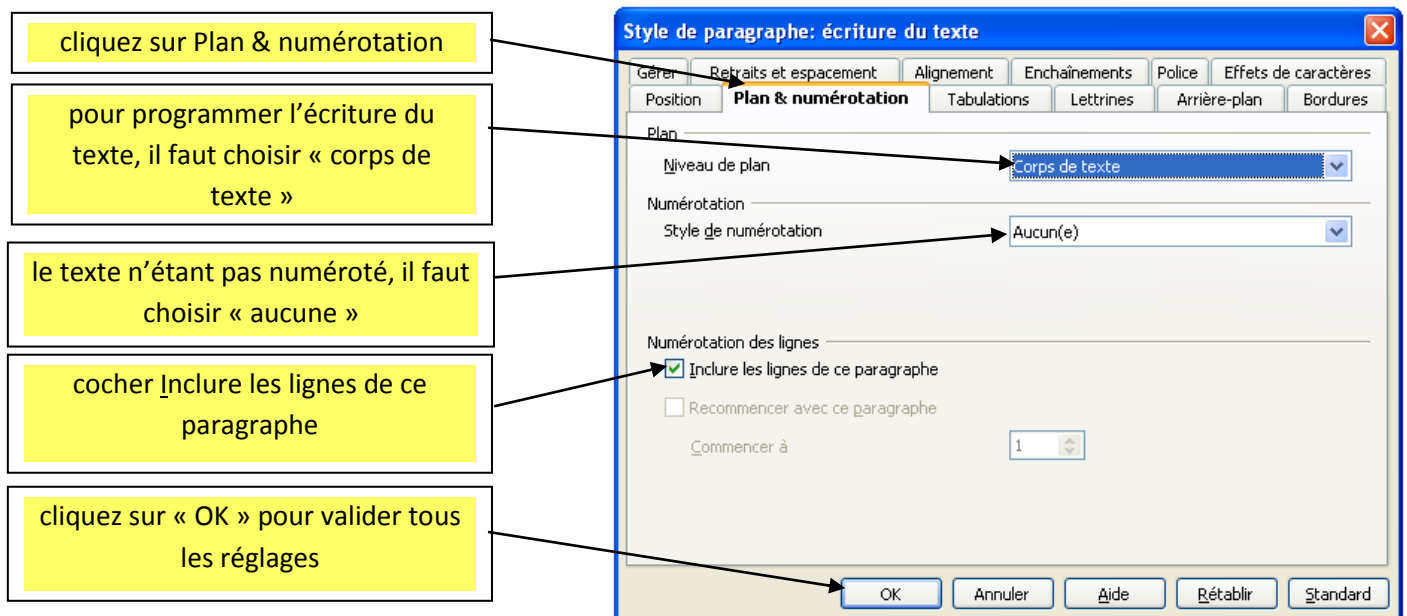 cliquez sur Plan & numérotation
pour programmer l'écriture du
texte, il faut choisir « corps de
texte »
le texte n'étant pas numéroté, il faut
choisir « aucune »
cocher Inclure les lignes de ce
paragraphe
cliquez sur « OK » pour valider tous
les réglages
Style de paragraphe: écriture du texte
Gérer Retraits et espacement Alignement Enchaînements Police Effets de caractères
Position Plan & numérotation Tabulations Lettrines Arrière-plan Bordures
Plan
Niveau de plan Corps de texte
Numérotation
Style de numérotation Aucun(e)
Numérotation des lignes
Inclure les lignes de ce paragraphe
Recommencer avec ce paragraphe
Commencer à 1
OK Annuler Aide Rétablir Standard